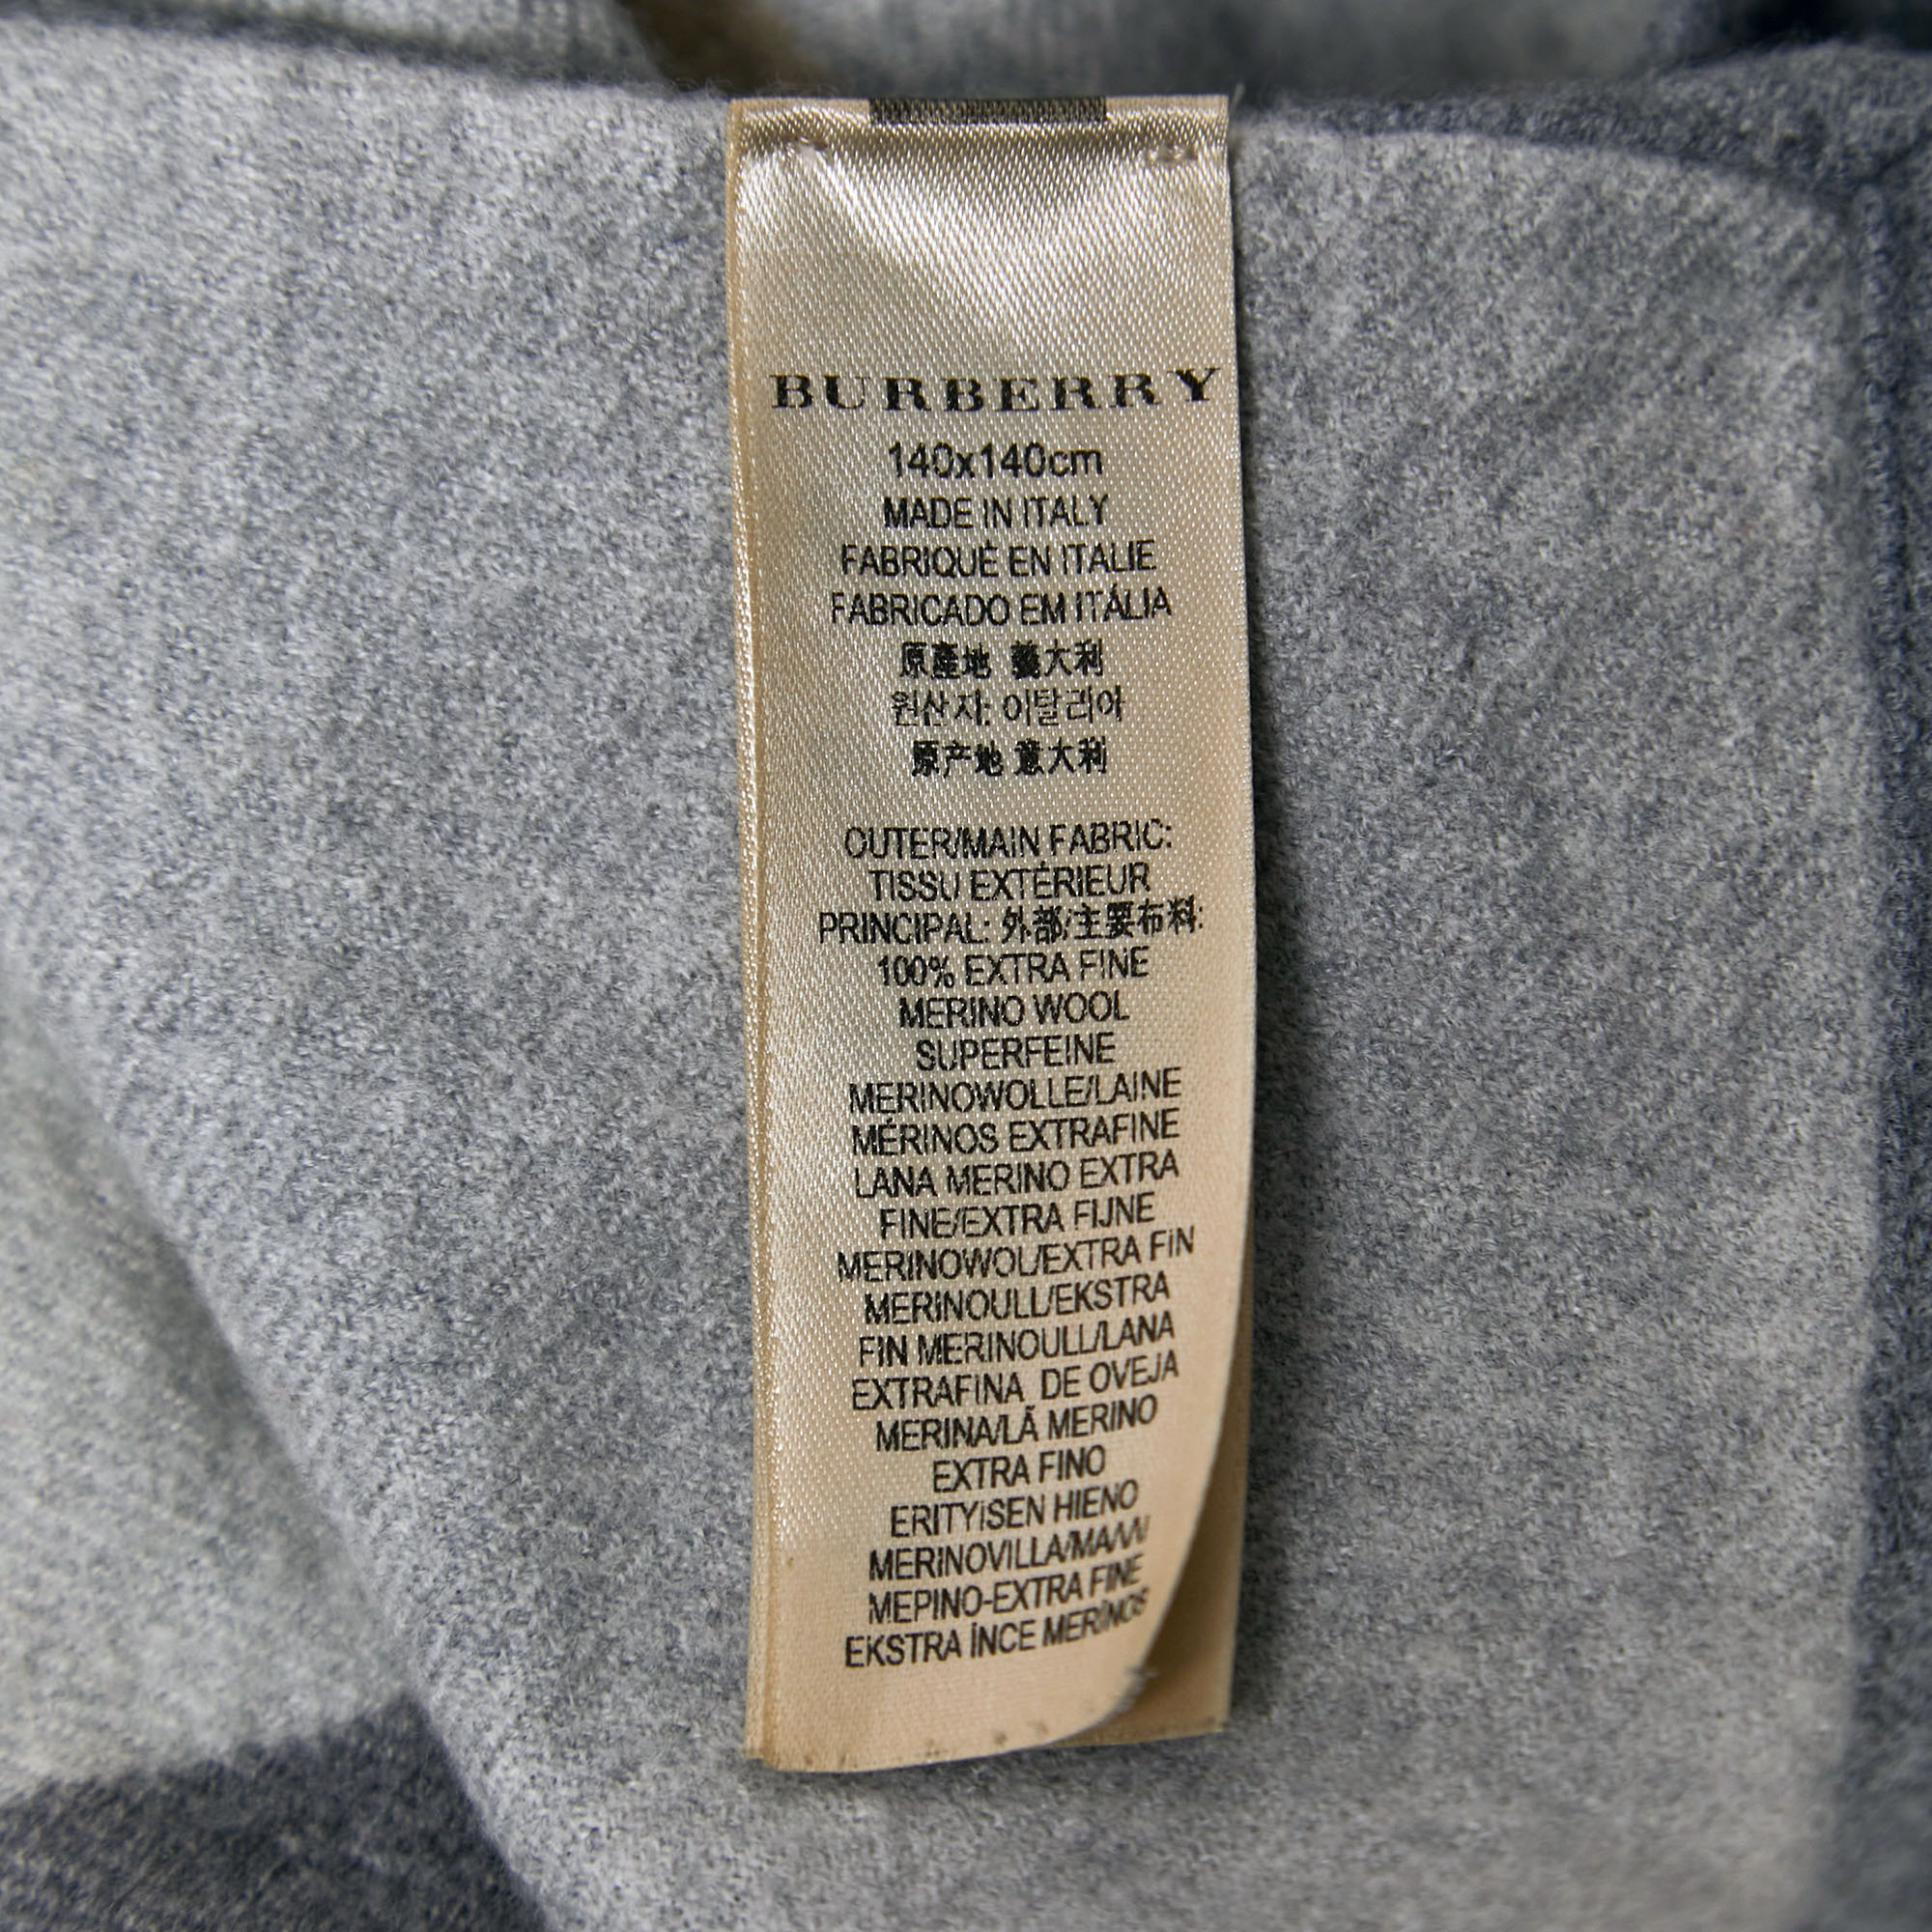 BURBERRY
140x140cm
MADE IN ITALY
FABRIQUÉ EN ITALIE
FABRICADO EM ITÁLIA
原產地 義大利
원산지: 이탈리아
原产地 意大利
OUTER/MAIN FABRIC:
TISSU EXTÉRIEUR
PRINCIPAL: 外部/主要布料:
100% EXTRA FINE
MERINO WOOL
SUPERFEINE
MERINOWOLLE/LAINE
MÉRINOS EXTRAFINE
LANA MERINO EXTRA
FINE/EXTRA FIJNE
MERINOWOL/EXTRA FIN
MERINOULL/EKSTRA
FIN MERINOULL/LANA
EXTRAFINA DE OVEJA
MERINA/LÃ MERINO
EXTRA FINO
ERITYISEN HIENO
MERINOVILLA/ΜΑΛΛΙ
ΜΕΡΙΝΟ-EXTRA FINE
EKSTRA İNCE MERİNOS